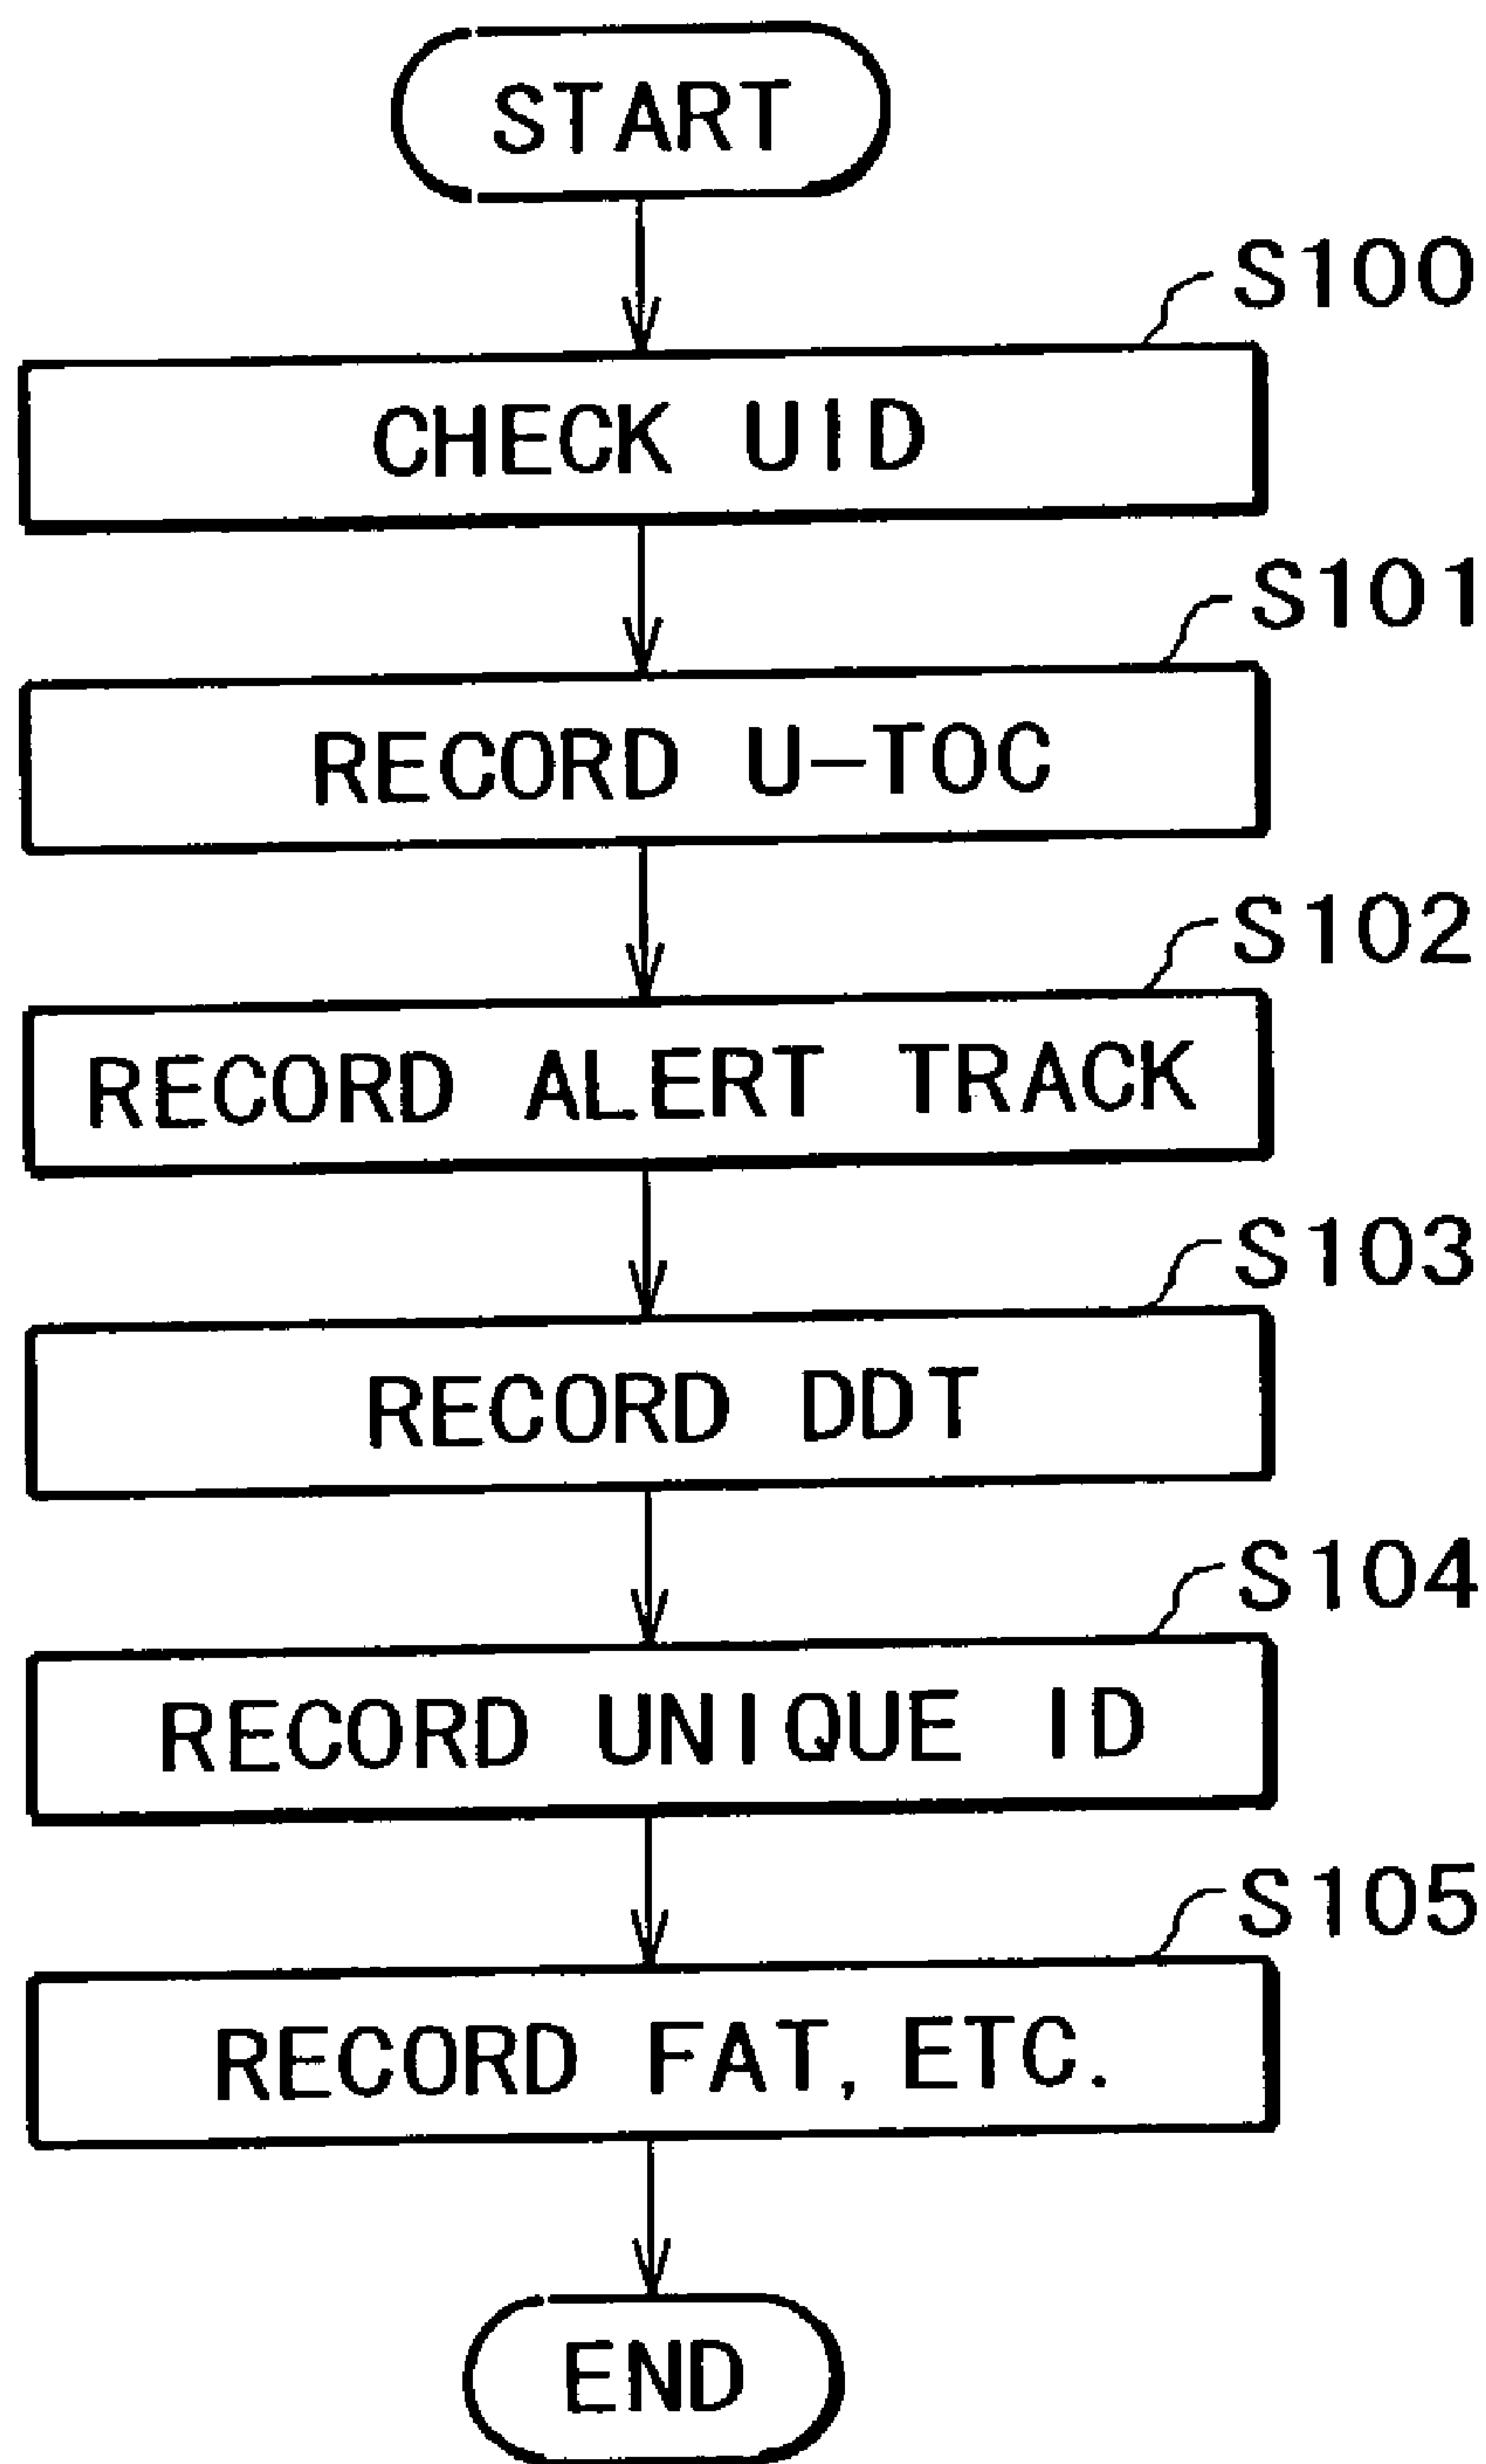 START
S100
CHECK UID
S101
RECORD U-TOC
S102
RECORD ALERT TRACK
S103
RECORD DDT
S104
RECORD UNIQUE ID
S105
RECORD FAT, ETC.
END